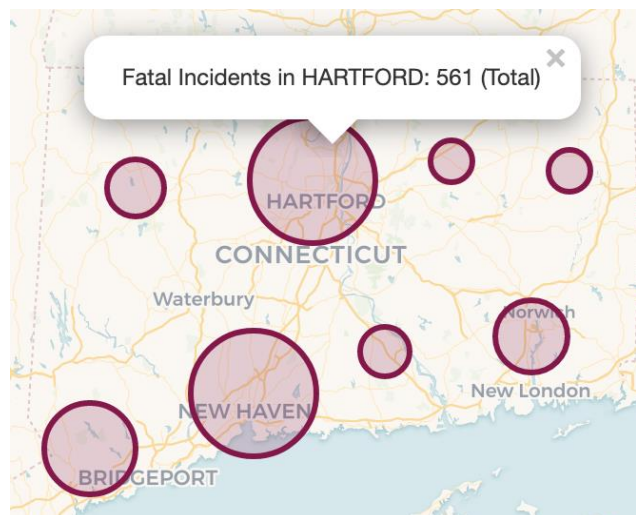 Fatal Incidents in HARTFORD: 561 (Total)
×
HARTFORD
CONNECTICUT
Waterbury
Norwich
New London
NEW HAVEN
BRIDGEPORT